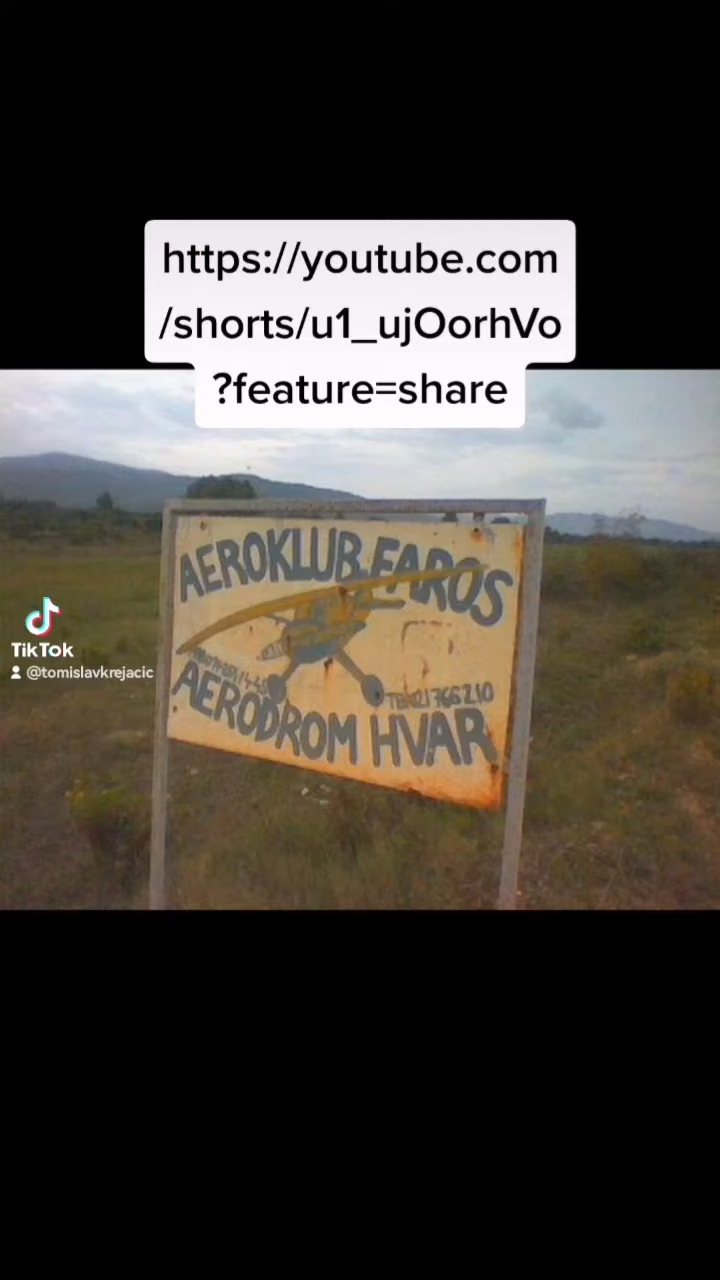 https://youtube.com
/shorts/u1_ujOorhVo
?feature=share
AEROKLUB FAROS
TEL 021 766 210
AERODROM HVAR
TikTok
@tomislavkrejacic